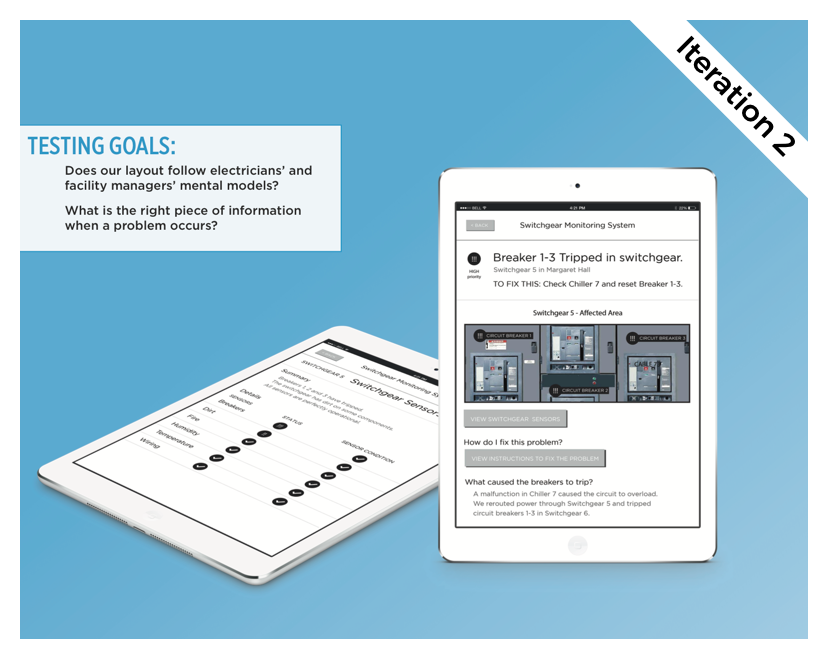 Iteration 2
TESTING GOALS:
Does our layout follow electricians’ and
facility managers’ mental models?
What is the right piece of information
when a problem occurs?
BELL
4:21 PM
22%
< BACK
Switchgear Monitoring System
HIGH
priority
Breaker 1-3 Tripped in switchgear.
Switchgear 5 in Margaret Hall
TO FIX THIS: Check Chiller 7 and reset Breaker 1-3.
Switchgear 5 - Affected Area
CIRCUIT BREAKER 1
CIRCUIT BREAKER 3
CIRCUIT BREAKER 2
VIEW SWITCHGEAR SENSORS
How do I fix this problem?
VIEW INSTRUCTIONS TO FIX THE PROBLEM
What caused the breakers to trip?
A malfunction in Chiller 7 caused the circuit to overload.
We rerouted power through Switchgear 5 and tripped
circuit breakers 1-3 in Switchgear 6.
Switchgear Monitoring Sy
SWITCHGEAR 5
Switchgear Sensor
Summary
Breakers 1, 2 and 3 have tripped.
The switchgear has dirt on some components.
All sensors are perfectly operational.
Details
SENSORS
STATUS
SENSOR CONDITION
Breakers
Dirt
Fire
Humidity
Temperature
Wiring